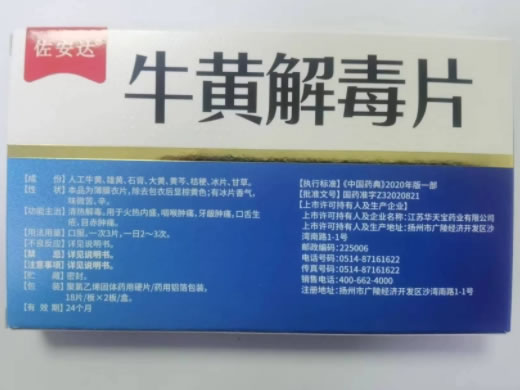 佐安达
牛黄解毒片
【成　　份】人工牛黄、雄黄、石膏、大黄、黄芩、桔梗、冰片、甘草。
【性　　状】本品为薄膜衣片，除去包衣后显棕黄色；有冰片香气，
味微苦、辛。
【功能主治】清热解毒。用于火热内盛，咽喉肿痛，牙龈肿痛，口舌生
疮，目赤肿痛。
【用法用量】口服。一次3片，一日2～3次。
【不良反应】详见说明书。
【禁　　忌】详见说明书。
【注意事项】详见说明书。
【贮　　藏】密封。
【包　　装】聚氯乙烯固体药用硬片/药用铝箔包装。
18片/板×2板/盒。
【有 效 期】24个月
【执行标准】《中国药典》2020年版一部
【批准文号】国药准字Z32020821
【上市许可持有人及生产企业】
上市许可持有人及企业名称：江苏华天宝药业有限公司
上市许可持有人及生产地址：扬州市广陵经济开发区沙
湾南路1-1号
邮政编码：225006
电话号码：0514-87161622
传真号码：0514-87161622
销售电话：400-662-4000
注册地址：扬州市广陵经济开发区沙湾南路1-1号